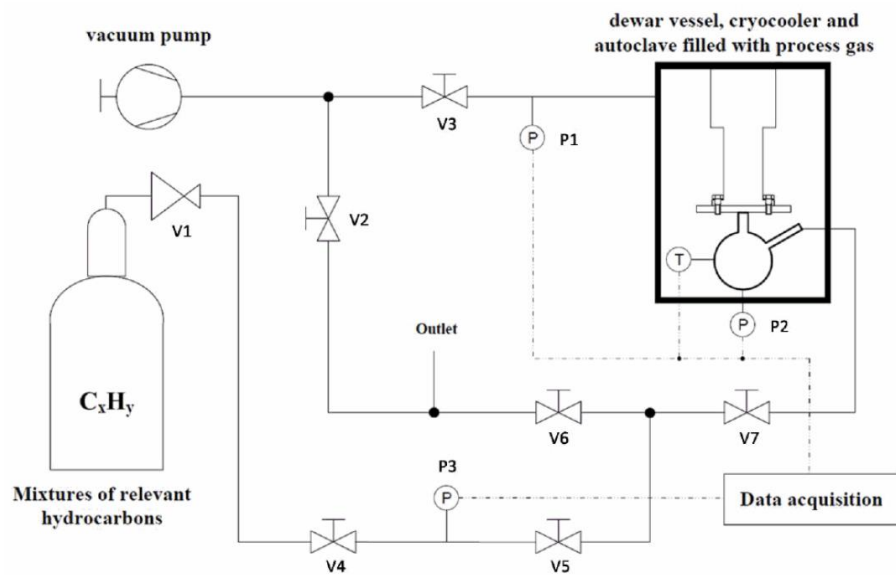 dewar vessel, cryocooler and
autoclave filled with process gas
vacuum pump
V3
P
P1
V1
V2
T
P
P2
Outlet
CxHy
V6
V7
P3
P
Mixtures of relevant
hydrocarbons
Data acquisition
V4
V5